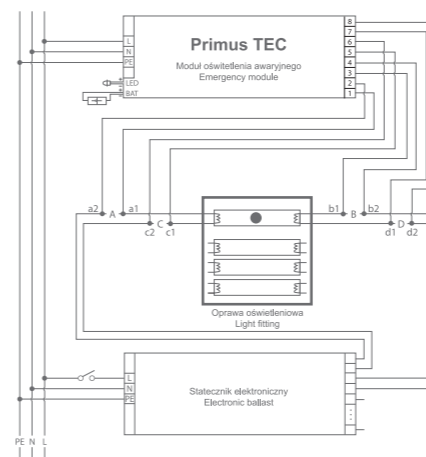 8
7
L Primus TEC 6
N 5
PE Moduł oświetlenia awaryjnego 4
Emergency module 3
LED 2
BAT 1
a2 A a1 b1 B b2
c2 C c1 d1 D d2
Oprawa oświetleniowa
Light fitting
L
N Statecznik elektroniczny
PE Electronic ballast
PE N L